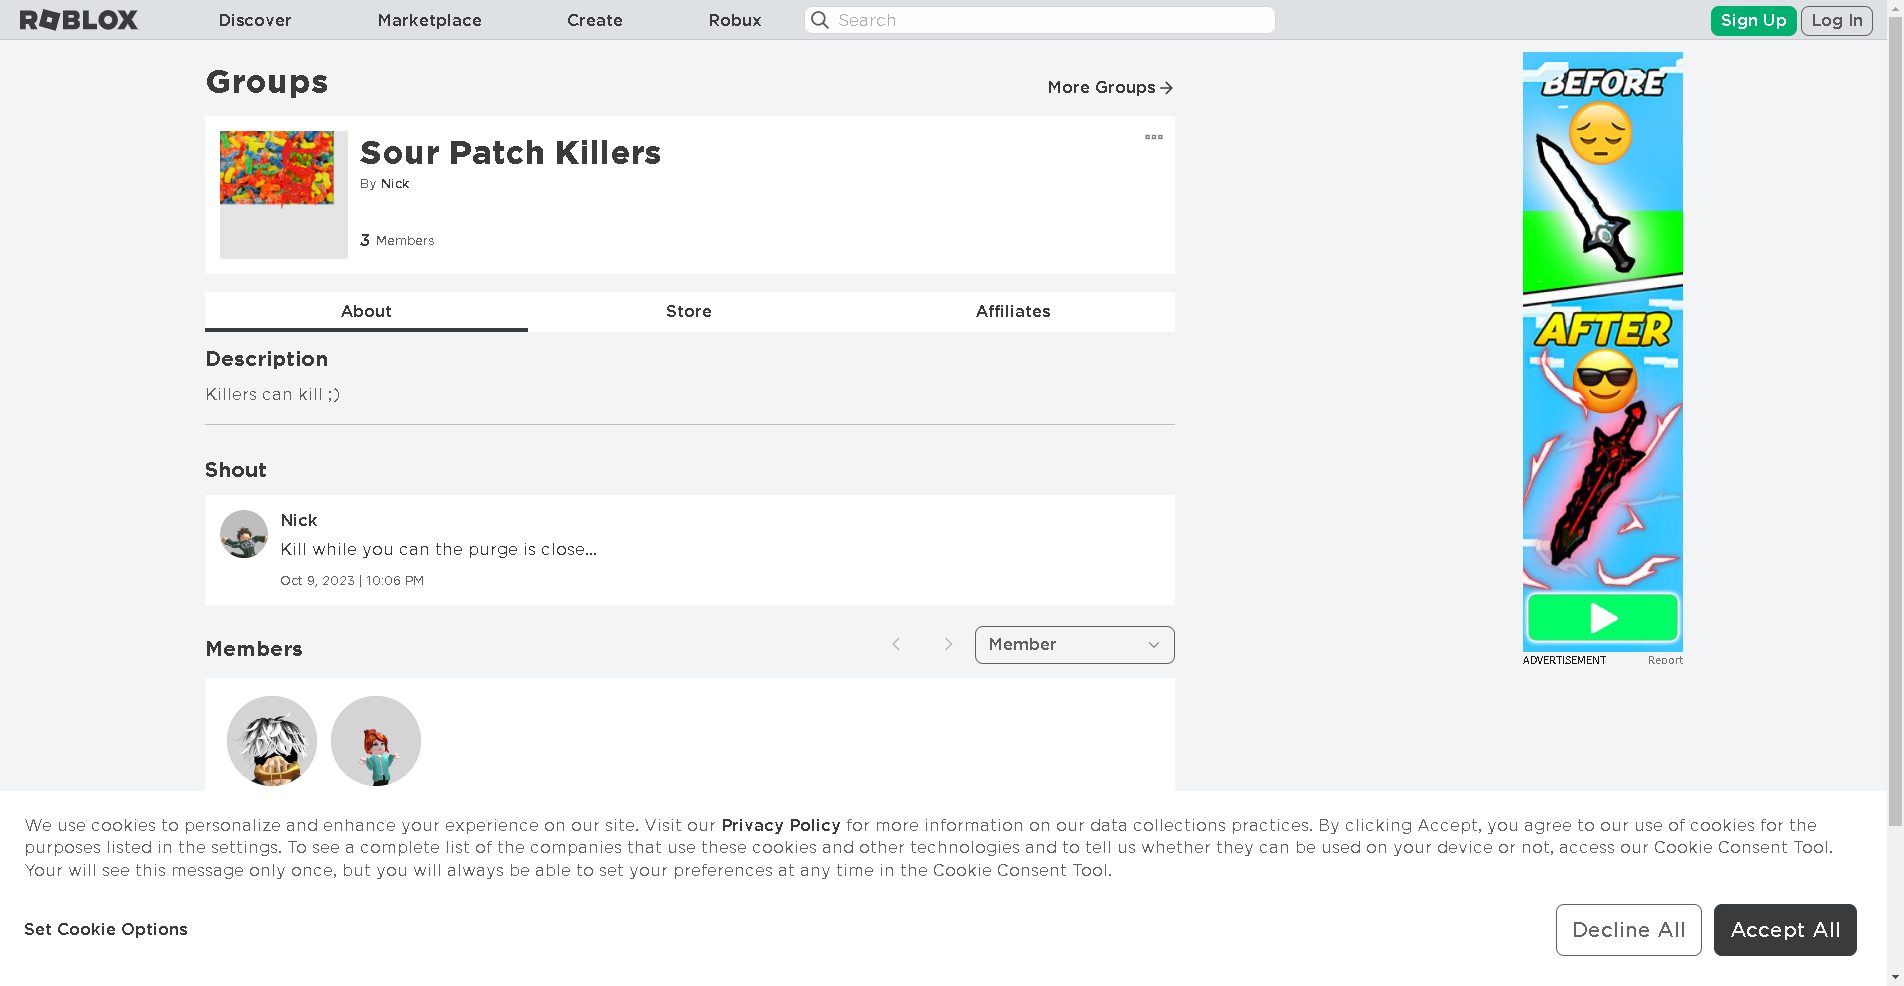 ROBLOX Discover Marketplace Create Robux Search Sign Up Log In
Groups
More Groups
Sour Patch Killers
By Nick
3 Members
About Store Affiliates
Description
Killers can kill ;)
Shout
Nick
Kill while you can the purge is close...
Oct 9, 2023 | 10:06 PM
Members
Member
BEFORE
AFTER
ADVERTISEMENT Report
We use cookies to personalize and enhance your experience on our site. Visit our Privacy Policy for more information on our data collections practices. By clicking Accept, you agree to our use of cookies for the
purposes listed in the settings. To see a complete list of the companies that use these cookies and other technologies and to tell us whether they can be used on your device or not, access our Cookie Consent Tool.
Your will see this message only once, but you will always be able to set your preferences at any time in the Cookie Consent Tool.
Set Cookie Options
Decline All Accept All